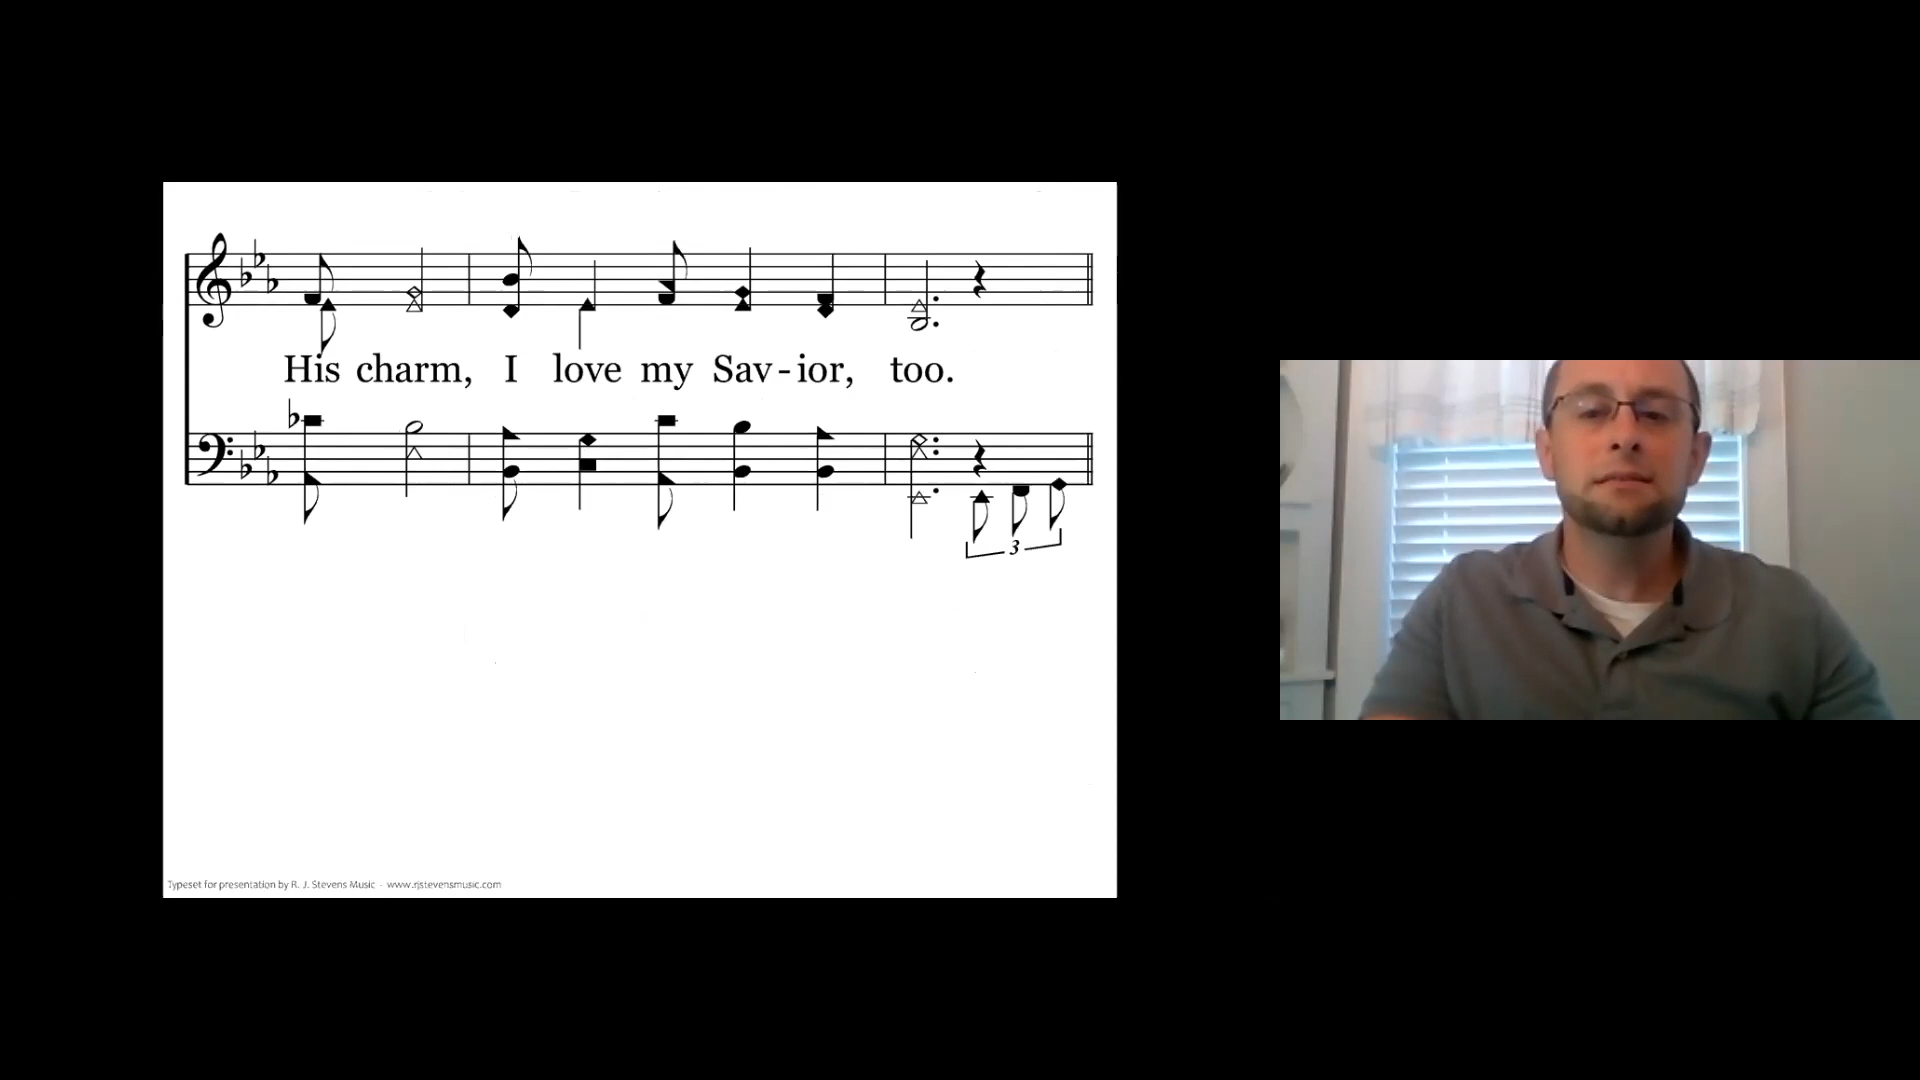 His charm, I love my Sav-ior, too.
3
Typeset for presentation by R. J. Stevens Music - www.rjstevensmusic.com